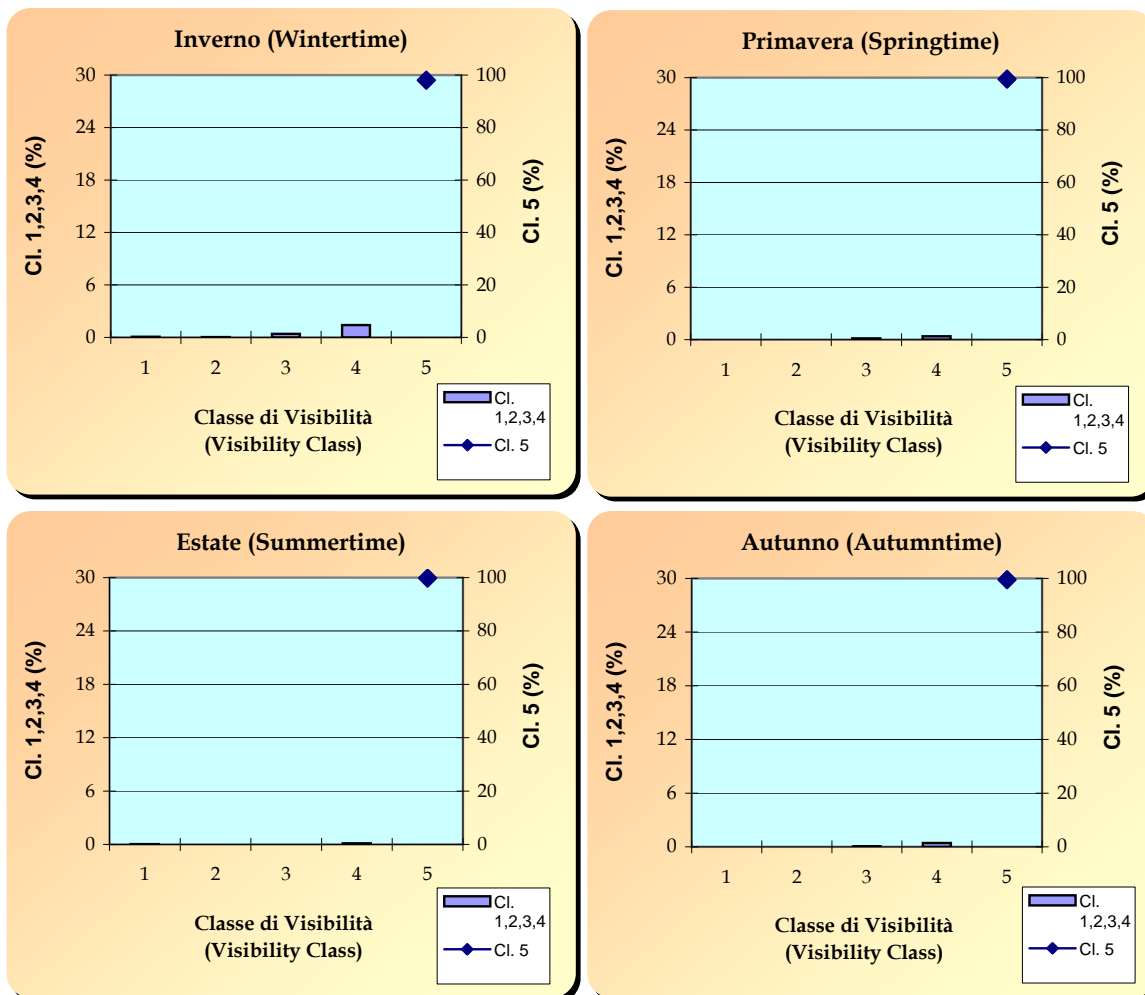 Inverno (Wintertime)
30
24
18
12
6
0
Cl. 1,2,3,4 (%)
100
80
60
40
20
0
Cl. 5 (%)
1 2 3 4 5
Classe di Visibilità
(Visibility Class)
Cl.
1,2,3,4
Cl. 5
Primavera (Springtime)
30
24
18
12
6
0
Cl. 1,2,3,4 (%)
100
80
60
40
20
0
Cl. 5 (%)
1 2 3 4 5
Classe di Visibilità
(Visibility Class)
Cl.
1,2,3,4
Cl. 5
Estate (Summertime)
30
24
18
12
6
0
Cl. 1,2,3,4 (%)
100
80
60
40
20
0
Cl. 5 (%)
1 2 3 4 5
Classe di Visibilità
(Visibility Class)
Cl.
1,2,3,4
Cl. 5
Autunno (Autumntime)
30
24
18
12
6
0
Cl. 1,2,3,4 (%)
100
80
60
40
20
0
Cl. 5 (%)
1 2 3 4 5
Classe di Visibilità
(Visibility Class)
Cl.
1,2,3,4
Cl. 5